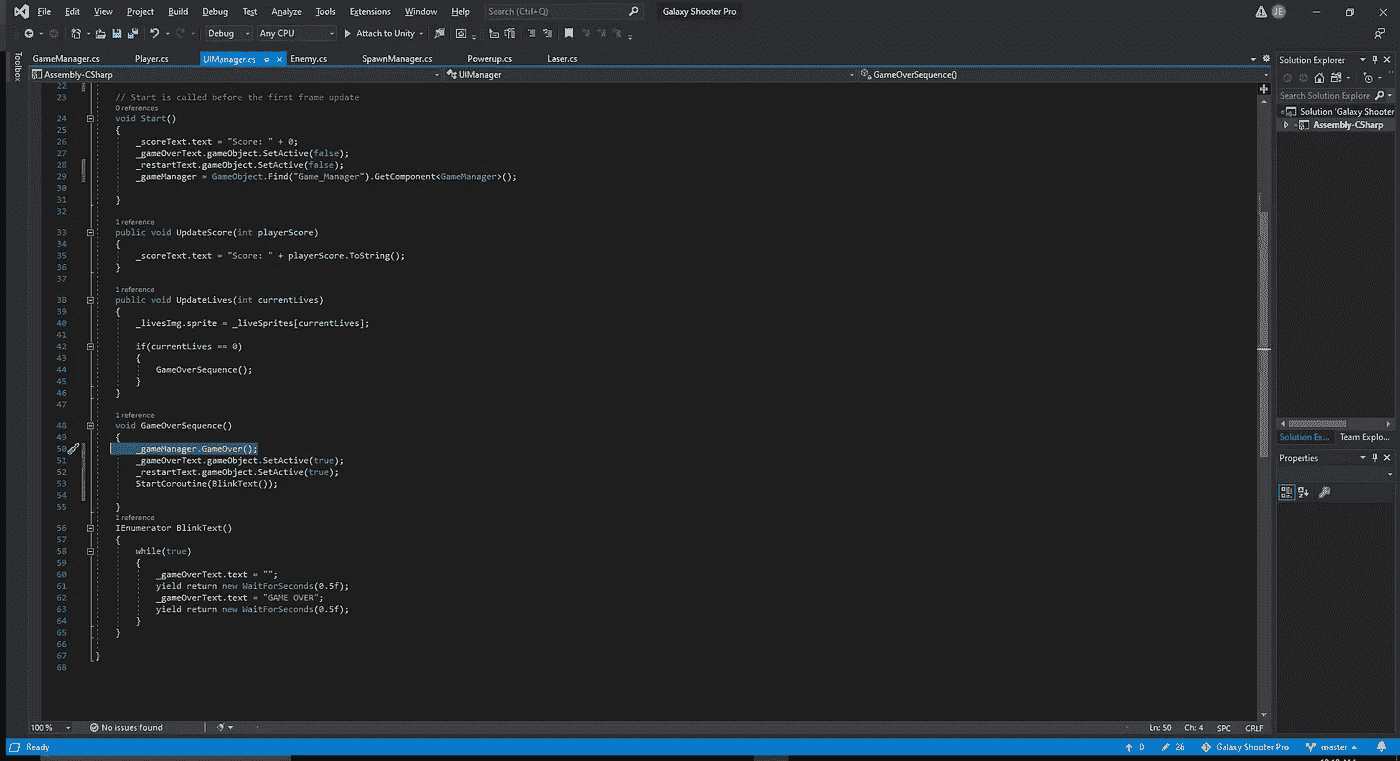 File Edit View Project Build Debug Test Analyze Tools Extensions Window Help Search (Ctrl+Q) Galaxy Shooter Pro JE
Debug Any CPU Attach to Unity
GameManager.cs Player.cs UIManager.cs Enemy.cs SpawnManager.cs Powerup.cs Laser.cs
Toolbox
Assembly-CSharp UIManager GameOverSequence()
22
23 // Start is called before the first frame update
0 references
24 void Start()
25 {
26 _scoreText.text = "Score: " + 0;
27 _gameOverText.gameObject.SetActive(false);
28 _restartText.gameObject.SetActive(false);
29 _gameManager = GameObject.Find("Game_Manager").GetComponent<GameManager>();
30
31 }
32
1 reference
33 public void UpdateScore(int playerScore)
34 {
35 _scoreText.text = "Score: " + playerScore.ToString();
36 }
37
1 reference
38 public void UpdateLives(int currentLives)
39 {
40 _livesImg.sprite = _liveSprites[currentLives];
41
42 if(currentLives == 0)
43 {
44 GameOverSequence();
45 }
46 }
47
1 reference
48 void GameOverSequence()
49 {
50 _gameManager.GameOver();
51 _gameOverText.gameObject.SetActive(true);
52 _restartText.gameObject.SetActive(true);
53 StartCoroutine(BlinkText());
54
55 }
1 reference
56 IEnumerator BlinkText()
57 {
58 while(true)
59 {
60 _gameOverText.text = "";
61 yield return new WaitForSeconds(0.5f);
62 _gameOverText.text = "GAME OVER";
63 yield return new WaitForSeconds(0.5f);
64 }
65 }
66
67 }
68
Solution Explorer
Search Solution Explore
Solution 'Galaxy Shooter
Assembly-CSharp
Solution Ex... Team Explo...
Properties
100 % No issues found Ln: 50 Ch: 4 SPC CRLF
Ready 0 26 Galaxy Shooter Pro master